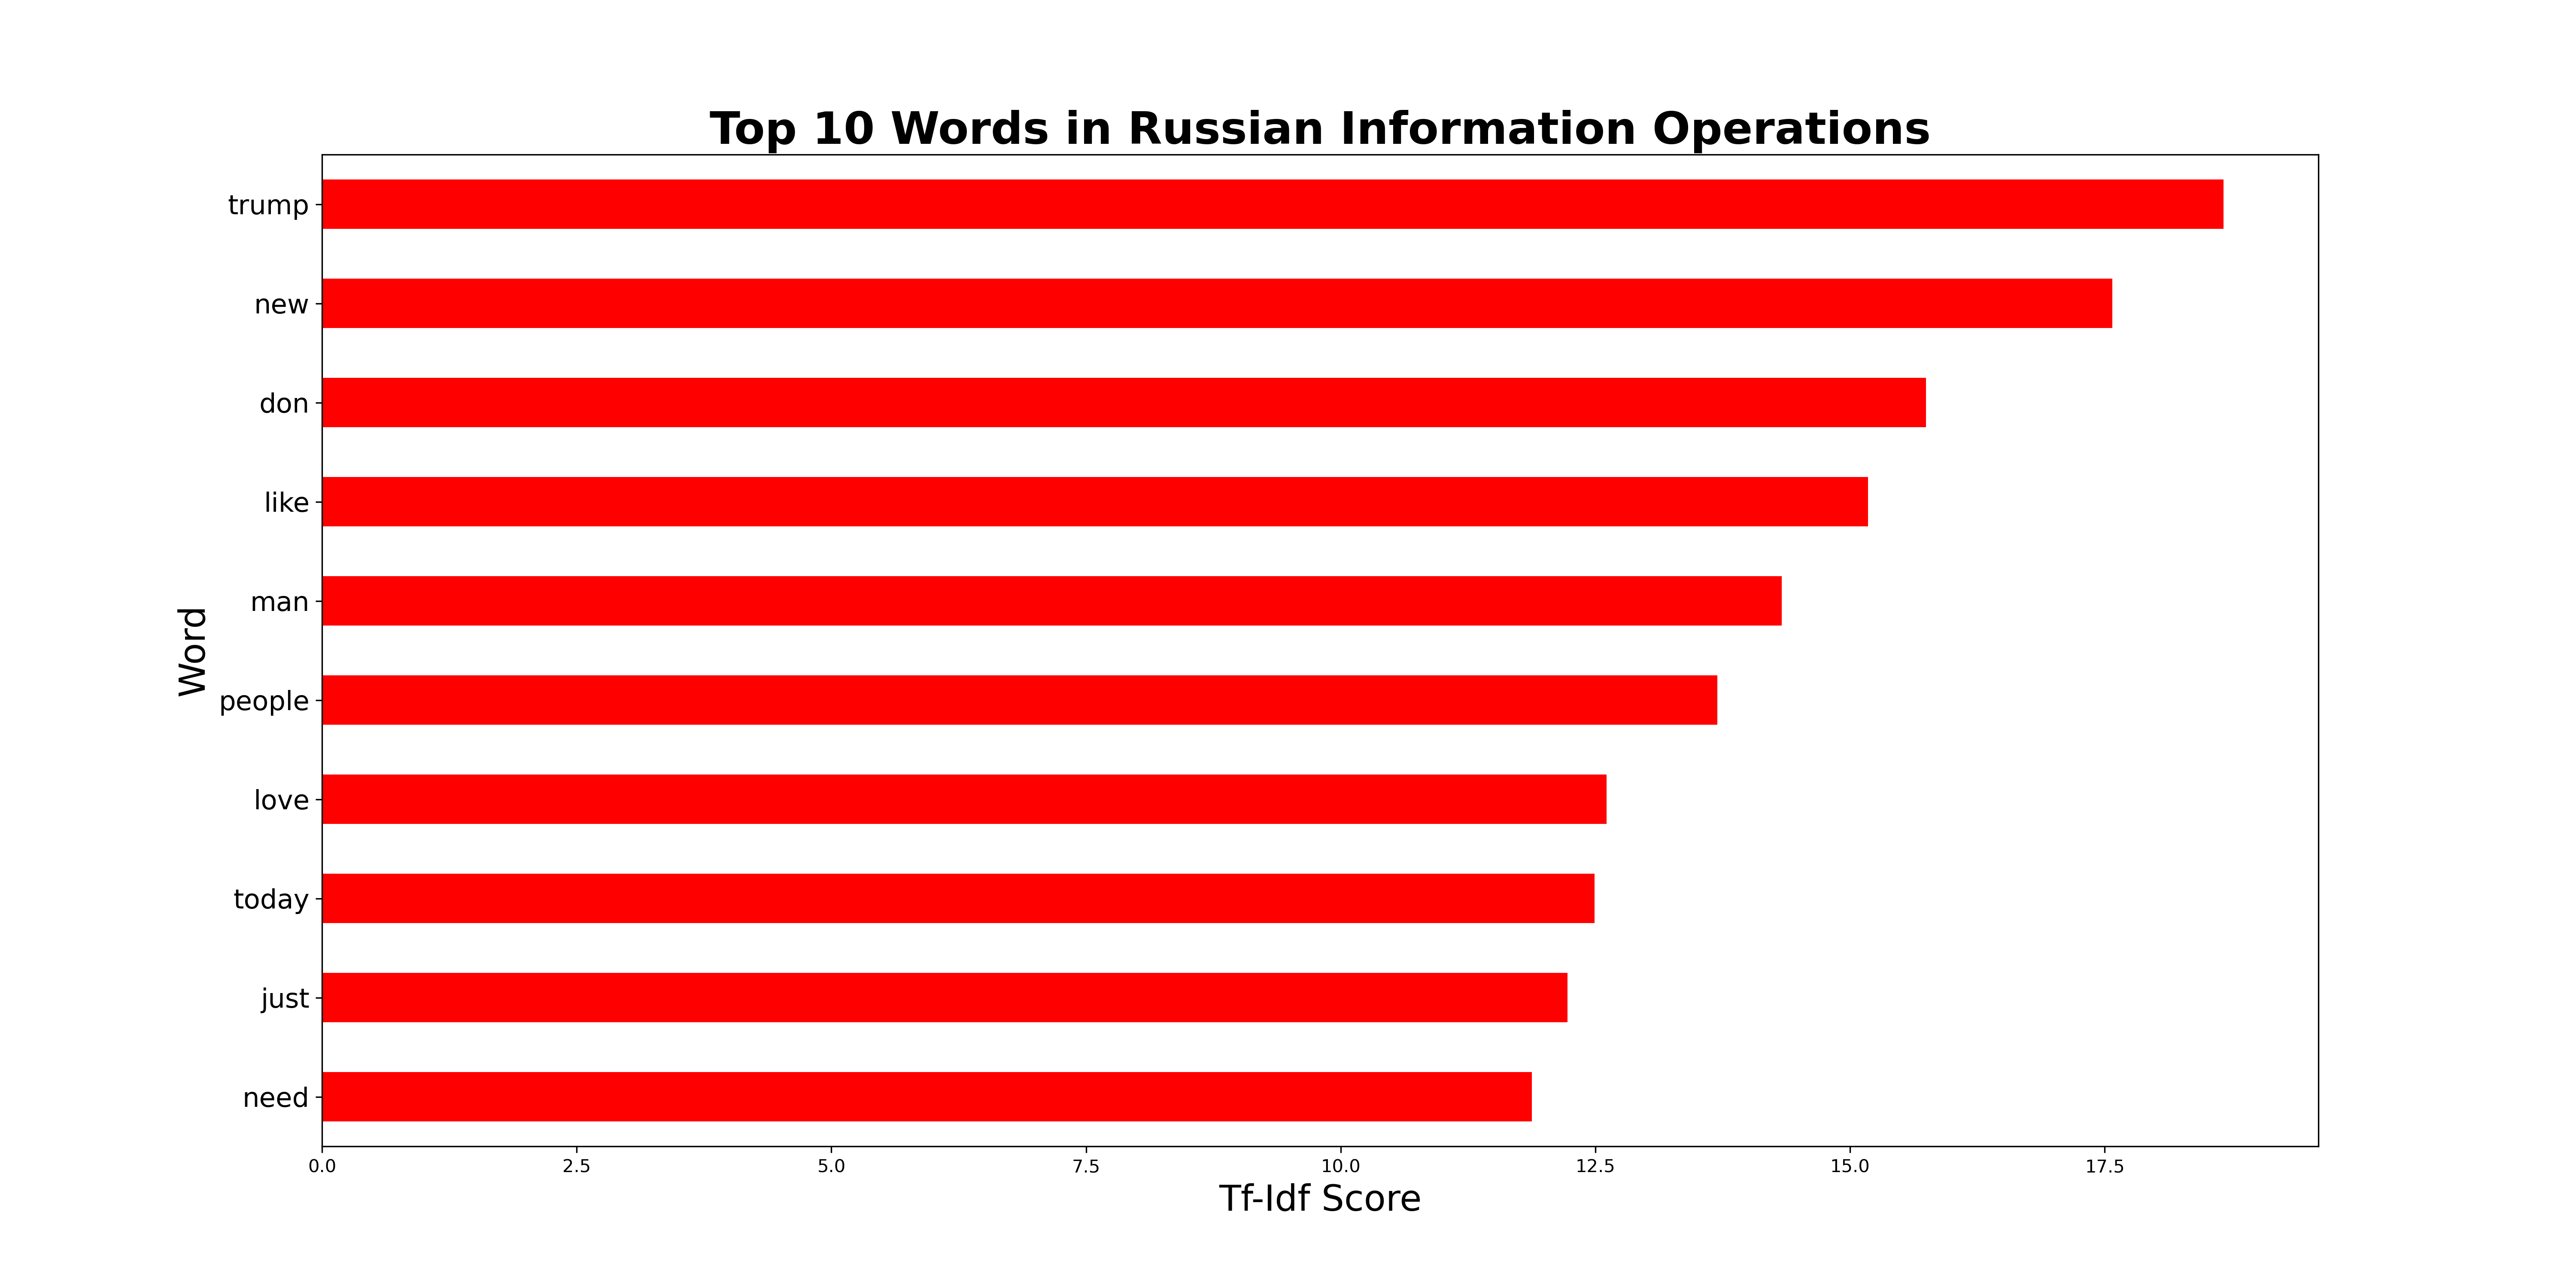 Top 10 Words in Russian Information Operations
trump
new
don
like
man
people
love
today
just
need
Word
0.0 2.5 5.0 7.5 10.0 12.5 15.0 17.5
Tf-Idf Score